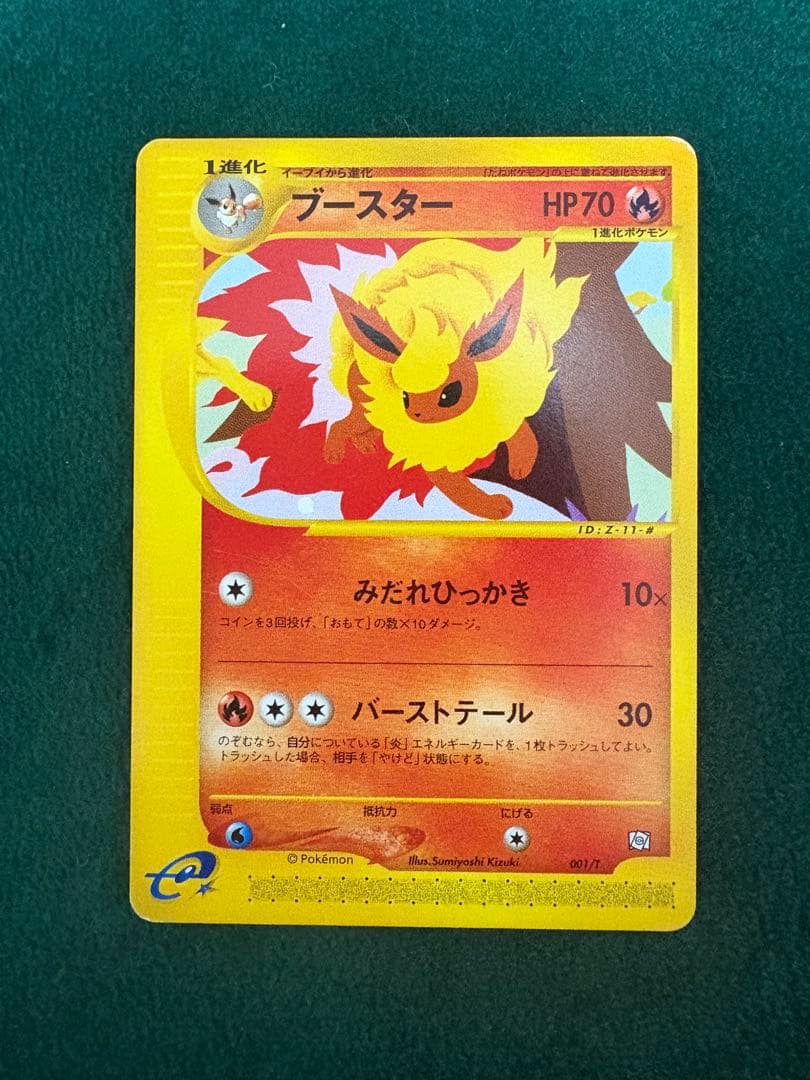 1進化
イーブイから進化
「たねポケモン」の上に重ねて進化させます。
ブースター HP70
1進化ポケモン
ID:Z-11-#
みだれひっかき 10×
コインを3回投げ、「おもて」の数×10ダメージ。
バーストテール 30
のぞむなら、自分についている「炎」エネルギーカードを、1枚トラッシュしてよい。
トラッシュした場合、相手を「やけど」状態にする。
弱点 抵抗力 にげる
© Pokémon Illus.Sumiyoshi Kizuki 001/T
e